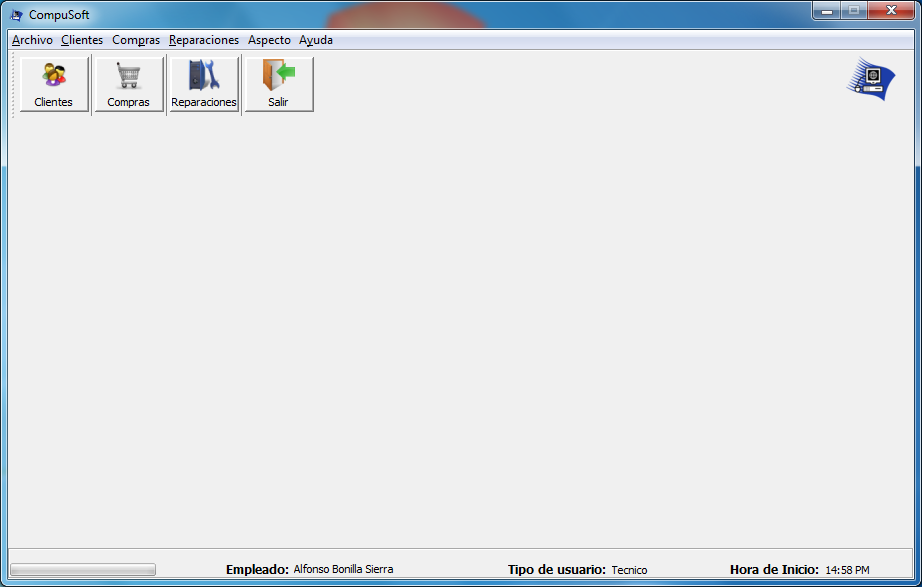 CompuSoft
Archivo Clientes Compras Reparaciones Aspecto Ayuda
Clientes Compras Reparaciones Salir
Empleado: Alfonso Bonilla Sierra Tipo de usuario: Tecnico Hora de Inicio: 14:58 PM